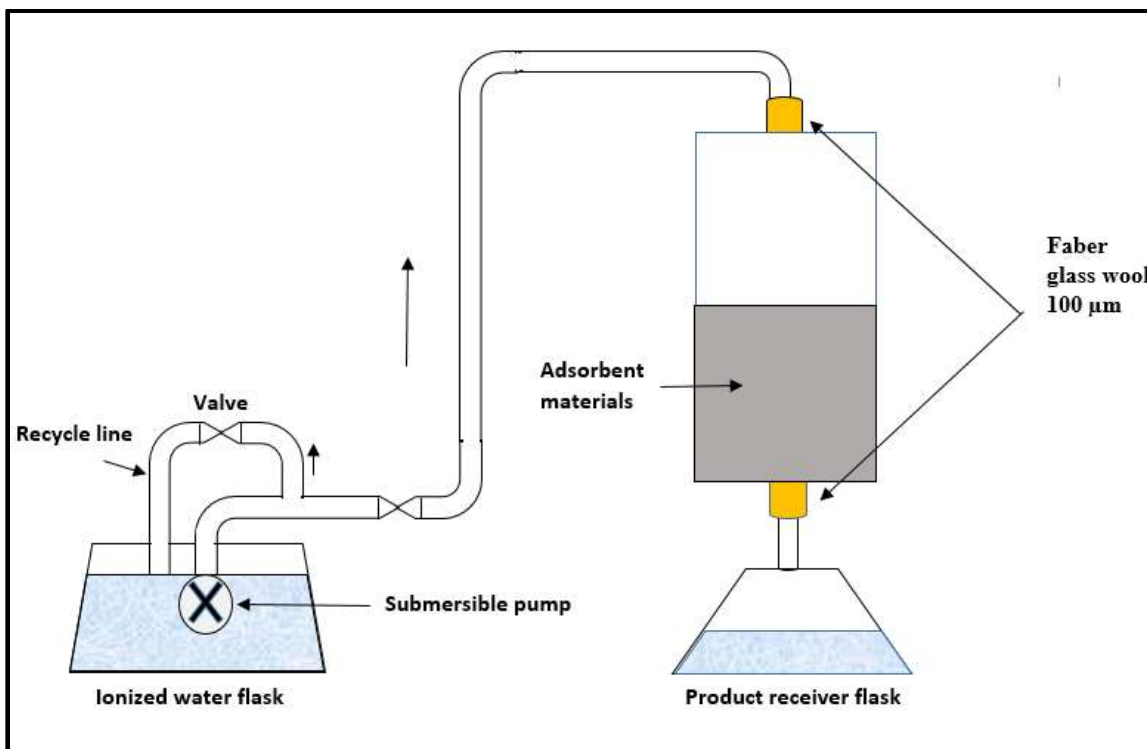 Faber
glass wool
100 µm
Adsorbent
materials
Valve
Recycle line
Submersible pump
Ionized water flask
Product receiver flask